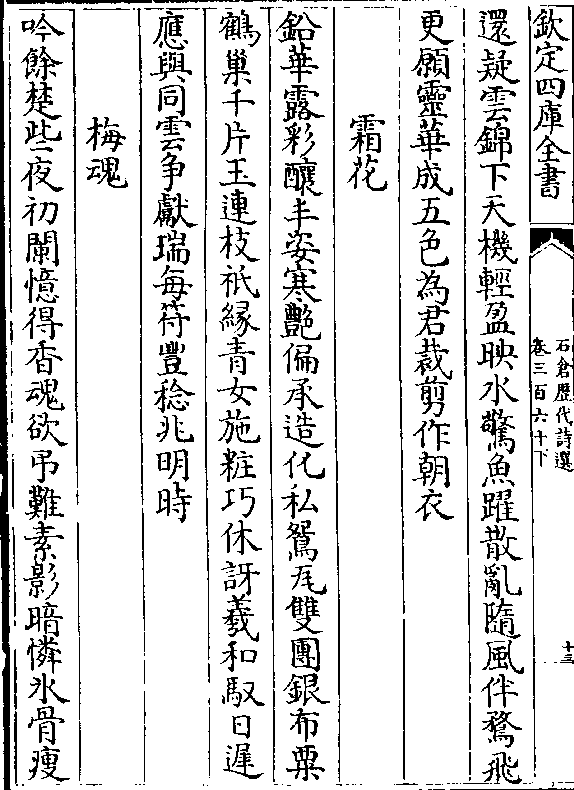 欽定四庫全書
石倉歷代詩選
卷三百六十下
十三
還疑雲錦下天機輕盈映水驚魚躍散亂隨風伴鶩飛
更願靈華成五色為君裁剪作朝衣
霜花
鉛華露彩釀丰姿寒艷偏承造化私鴛瓦雙團銀布粟
鶴巢千片玉連枝祇緣青女施粧巧休訝羲和馭日遲
應與同雲争獻瑞每符豐稔兆明時
梅魂
吟餘楚些夜初闌憶得香魂欲弔難素影暗憐氷骨瘦